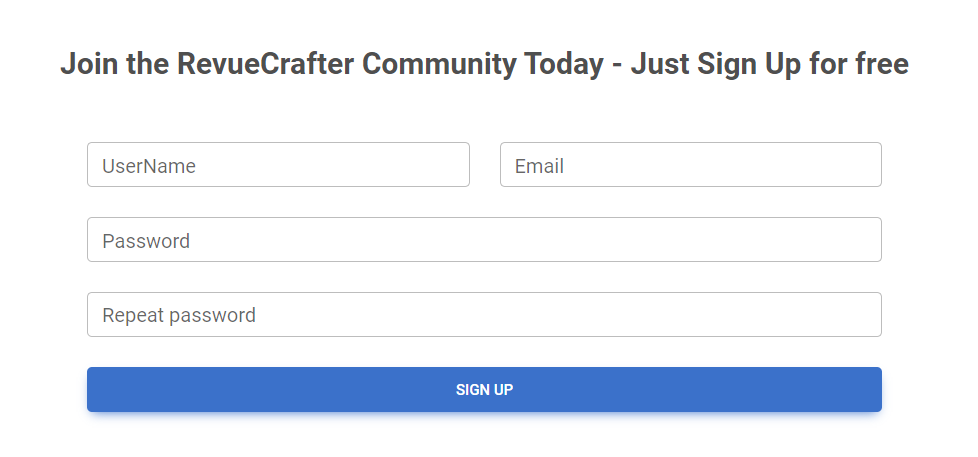 Join the RevueCrafter Community Today - Just Sign Up for free
UserName
Email
Password
Repeat password
SIGN UP